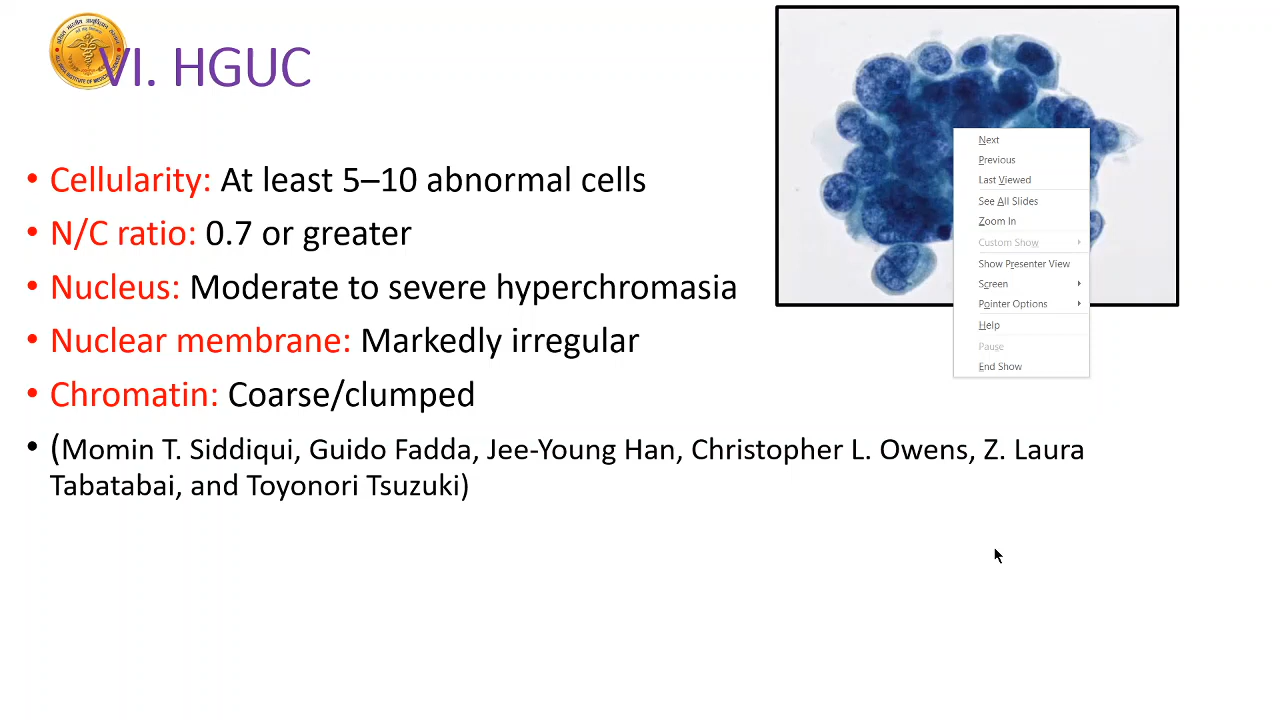 VI. HGUC
• Cellularity: At least 5–10 abnormal cells
• N/C ratio: 0.7 or greater
• Nucleus: Moderate to severe hyperchromasia
• Nuclear membrane: Markedly irregular
• Chromatin: Coarse/clumped
• (Momin T. Siddiqui, Guido Fadda, Jee-Young Han, Christopher L. Owens, Z. Laura
Tabatabai, and Toyonori Tsuzuki)
Next
Previous
Last Viewed
See All Slides
Zoom In
Custom Show
Show Presenter View
Screen
Pointer Options
Help
Pause
End Show